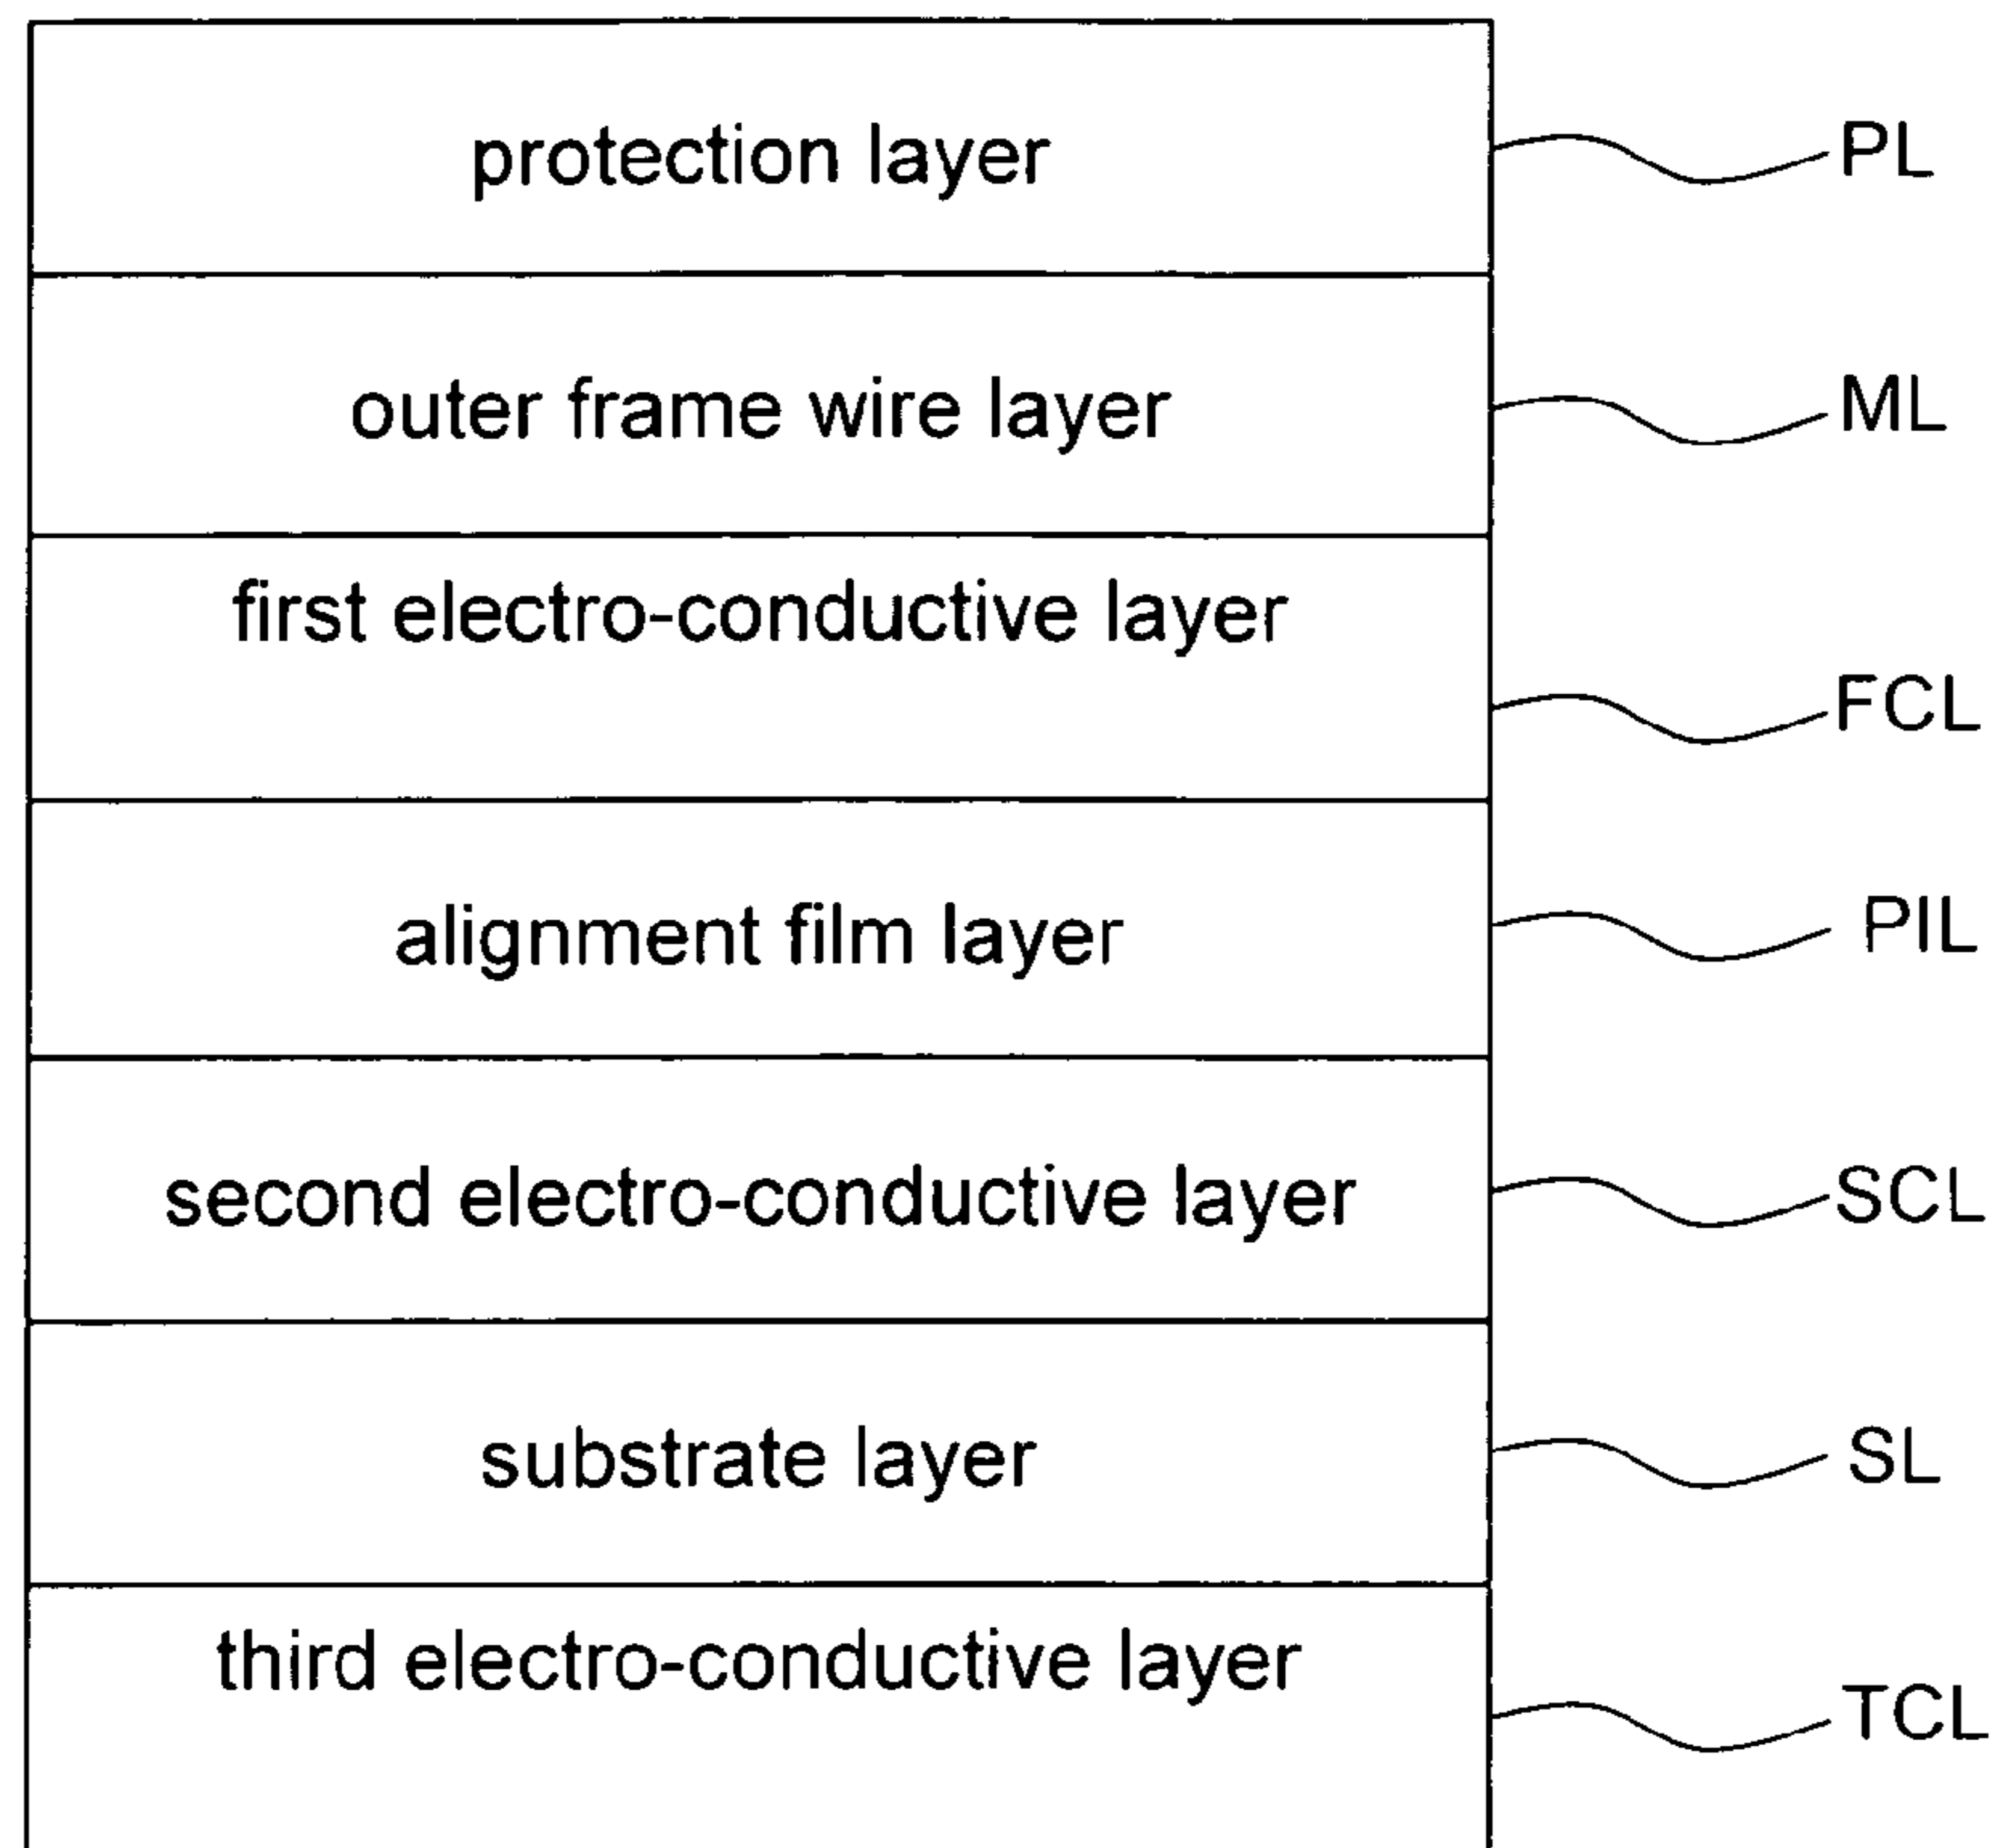 protection layer PL
outer frame wire layer ML
first electro-conductive layer
FCL
alignment film layer PIL
second electro-conductive layer SCL
substrate layer SL
third electro-conductive layer
TCL